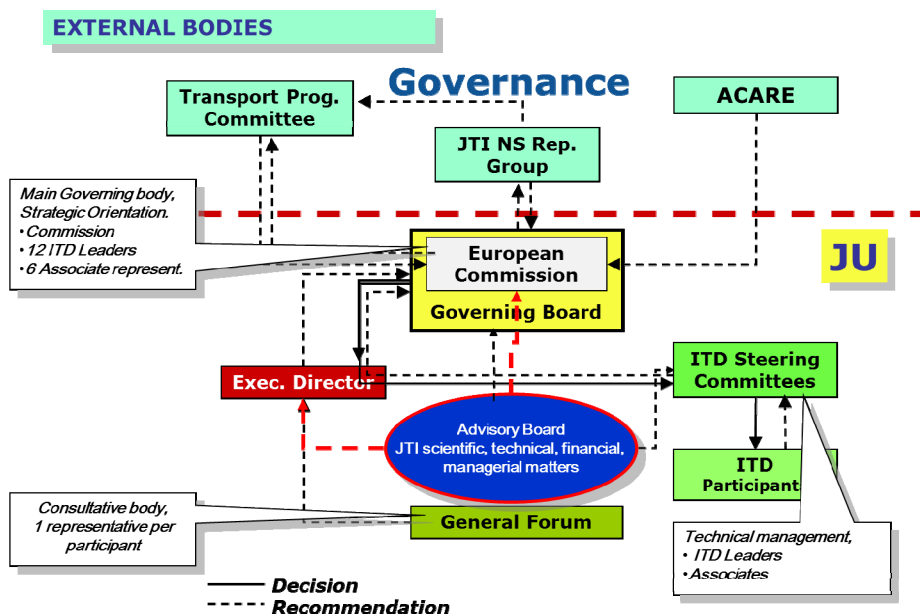 EXTERNAL BODIES
Governance
Transport Prog.
Committee
ACARE
JTI NS Rep.
Group
Main Governing body,
Strategic Orientation.
•Commission
•12 ITD Leaders
•6 Associate represent.
European
Commission
JU
Governing Board
Exec. Director
ITD Steering
Committees
Advisory Board
JTI scientific, technical, financial,
managerial matters
ITD
Participant
Consultative body,
1 representative per
participant
General Forum
Technical management,
• ITD Leaders
•Associates
Decision
Recommendation